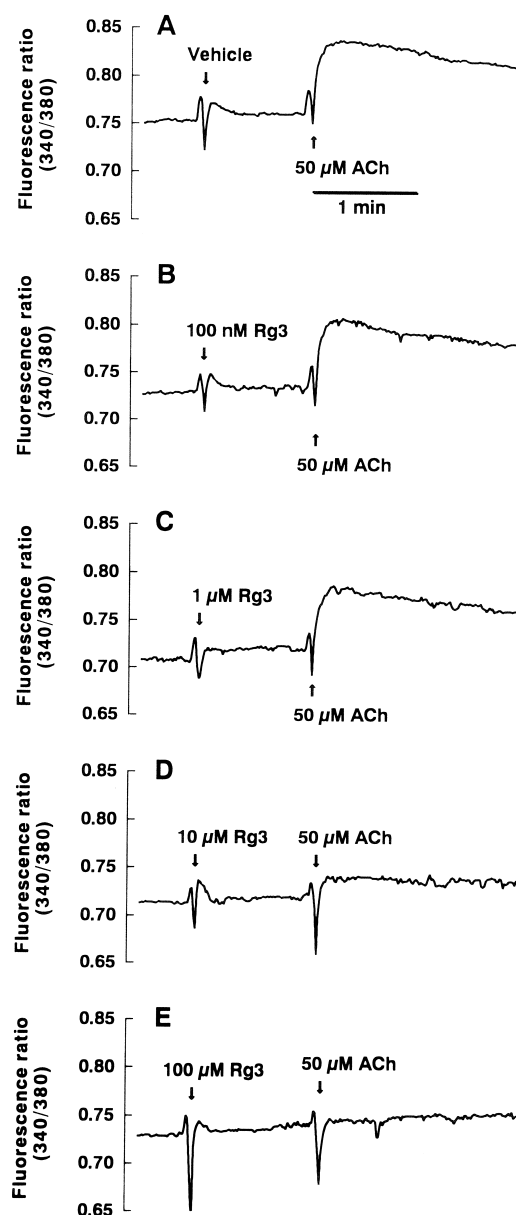 A
Fluorescence ratio
(340/380)
0.85
0.80
0.75
0.70
0.65
Vehicle
50 µM ACh
1 min
B
Fluorescence ratio
(340/380)
0.85
0.80
0.75
0.70
0.65
100 nM Rg3
50 µM ACh
C
Fluorescence ratio
(340/380)
0.85
0.80
0.75
0.70
0.65
1 µM Rg3
50 µM ACh
D
Fluorescence ratio
(340/380)
0.85
0.80
0.75
0.70
0.65
10 µM Rg3
50 µM ACh
E
Fluorescence ratio
(340/380)
0.85
0.80
0.75
0.70
0.65
100 µM Rg3
50 µM ACh